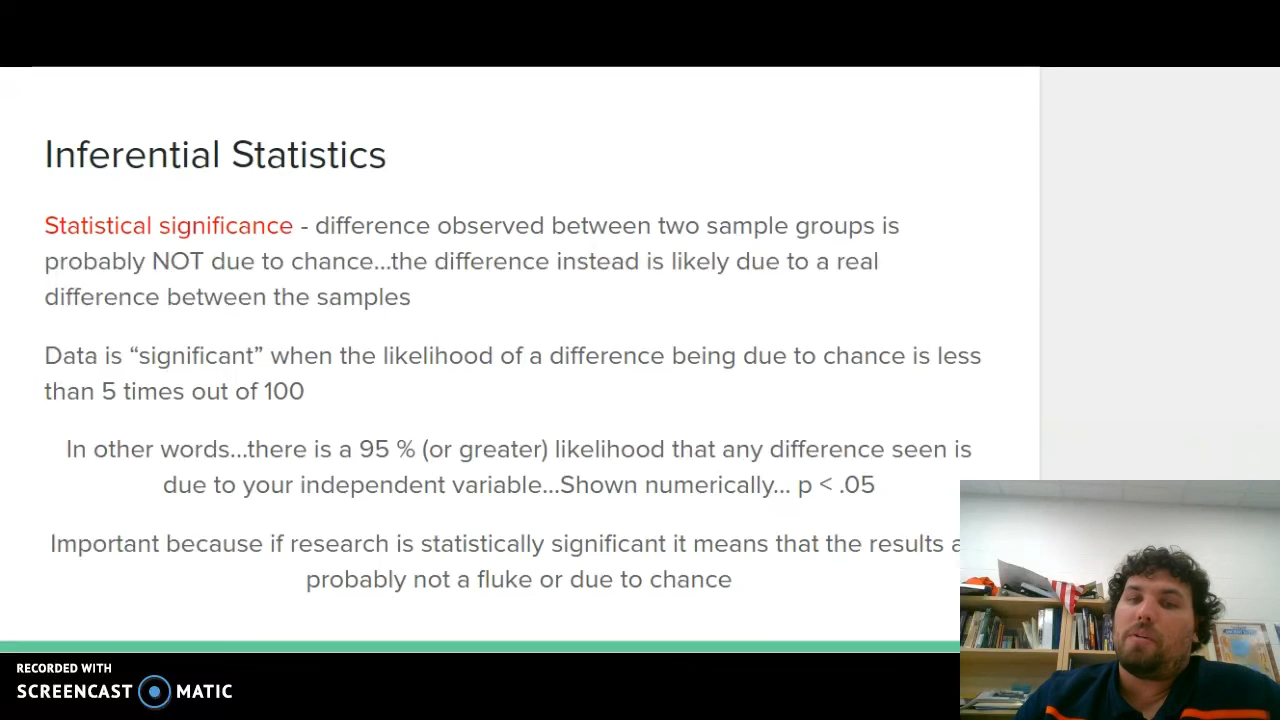 Inferential Statistics
Statistical significance - difference observed between two sample groups is
probably NOT due to chance...the difference instead is likely due to a real
difference between the samples
Data is “significant” when the likelihood of a difference being due to chance is less
than 5 times out of 100
In other words...there is a 95 % (or greater) likelihood that any difference seen is
due to your independent variable...Shown numerically... p < .05
Important because if research is statistically significant it means that the results
probably not a fluke or due to chance
RECORDED WITH
SCREENCAST MATIC